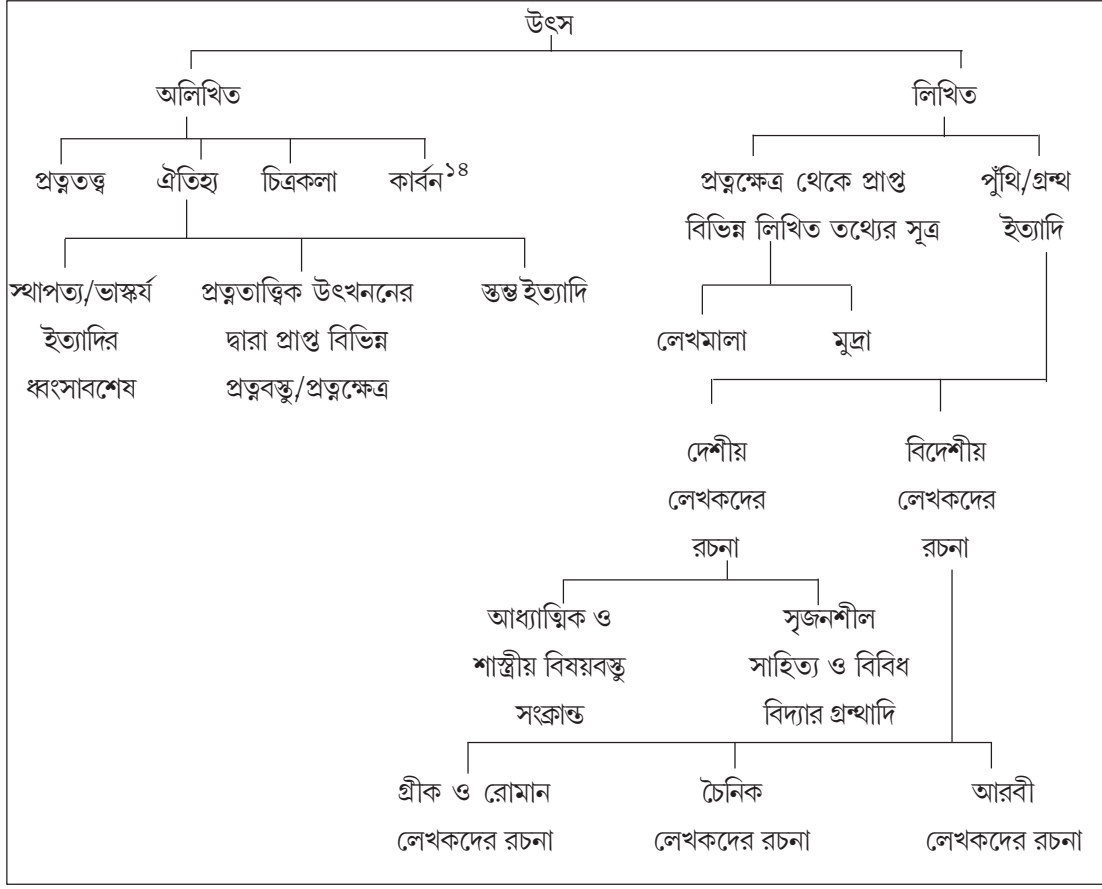 উৎস
অলিখিত
লিখিত
প্রত্নতত্ত্ব
ঐতিহ্য
চিত্রকলা
কার্বন১৪
প্রত্নক্ষেত্র থেকে প্রাপ্ত
বিভিন্ন লিখিত তথ্যের সূত্র
পুঁথি/গ্রন্থ
ইত্যাদি
স্থাপত্য/ভাস্কর্য
ইত্যাদির
ধ্বংসাবশেষ
প্রত্নতাত্ত্বিক উৎখননের
দ্বারা প্রাপ্ত বিভিন্ন
প্রত্নবস্তু/প্রত্নক্ষেত্র
স্তম্ভ ইত্যাদি
লেখমালা
মুদ্রা
দেশীয়
লেখকদের
রচনা
বিদেশীয়
লেখকদের
রচনা
আধ্যাত্মিক ও
শাস্ত্রীয় বিষয়বস্তু
সংক্রান্ত
সৃজনশীল
সাহিত্য ও বিবিধ
বিদ্যার গ্রন্থাদি
গ্রীক ও রোমান
লেখকদের রচনা
চৈনিক
লেখকদের রচনা
আরবী
লেখকদের রচনা